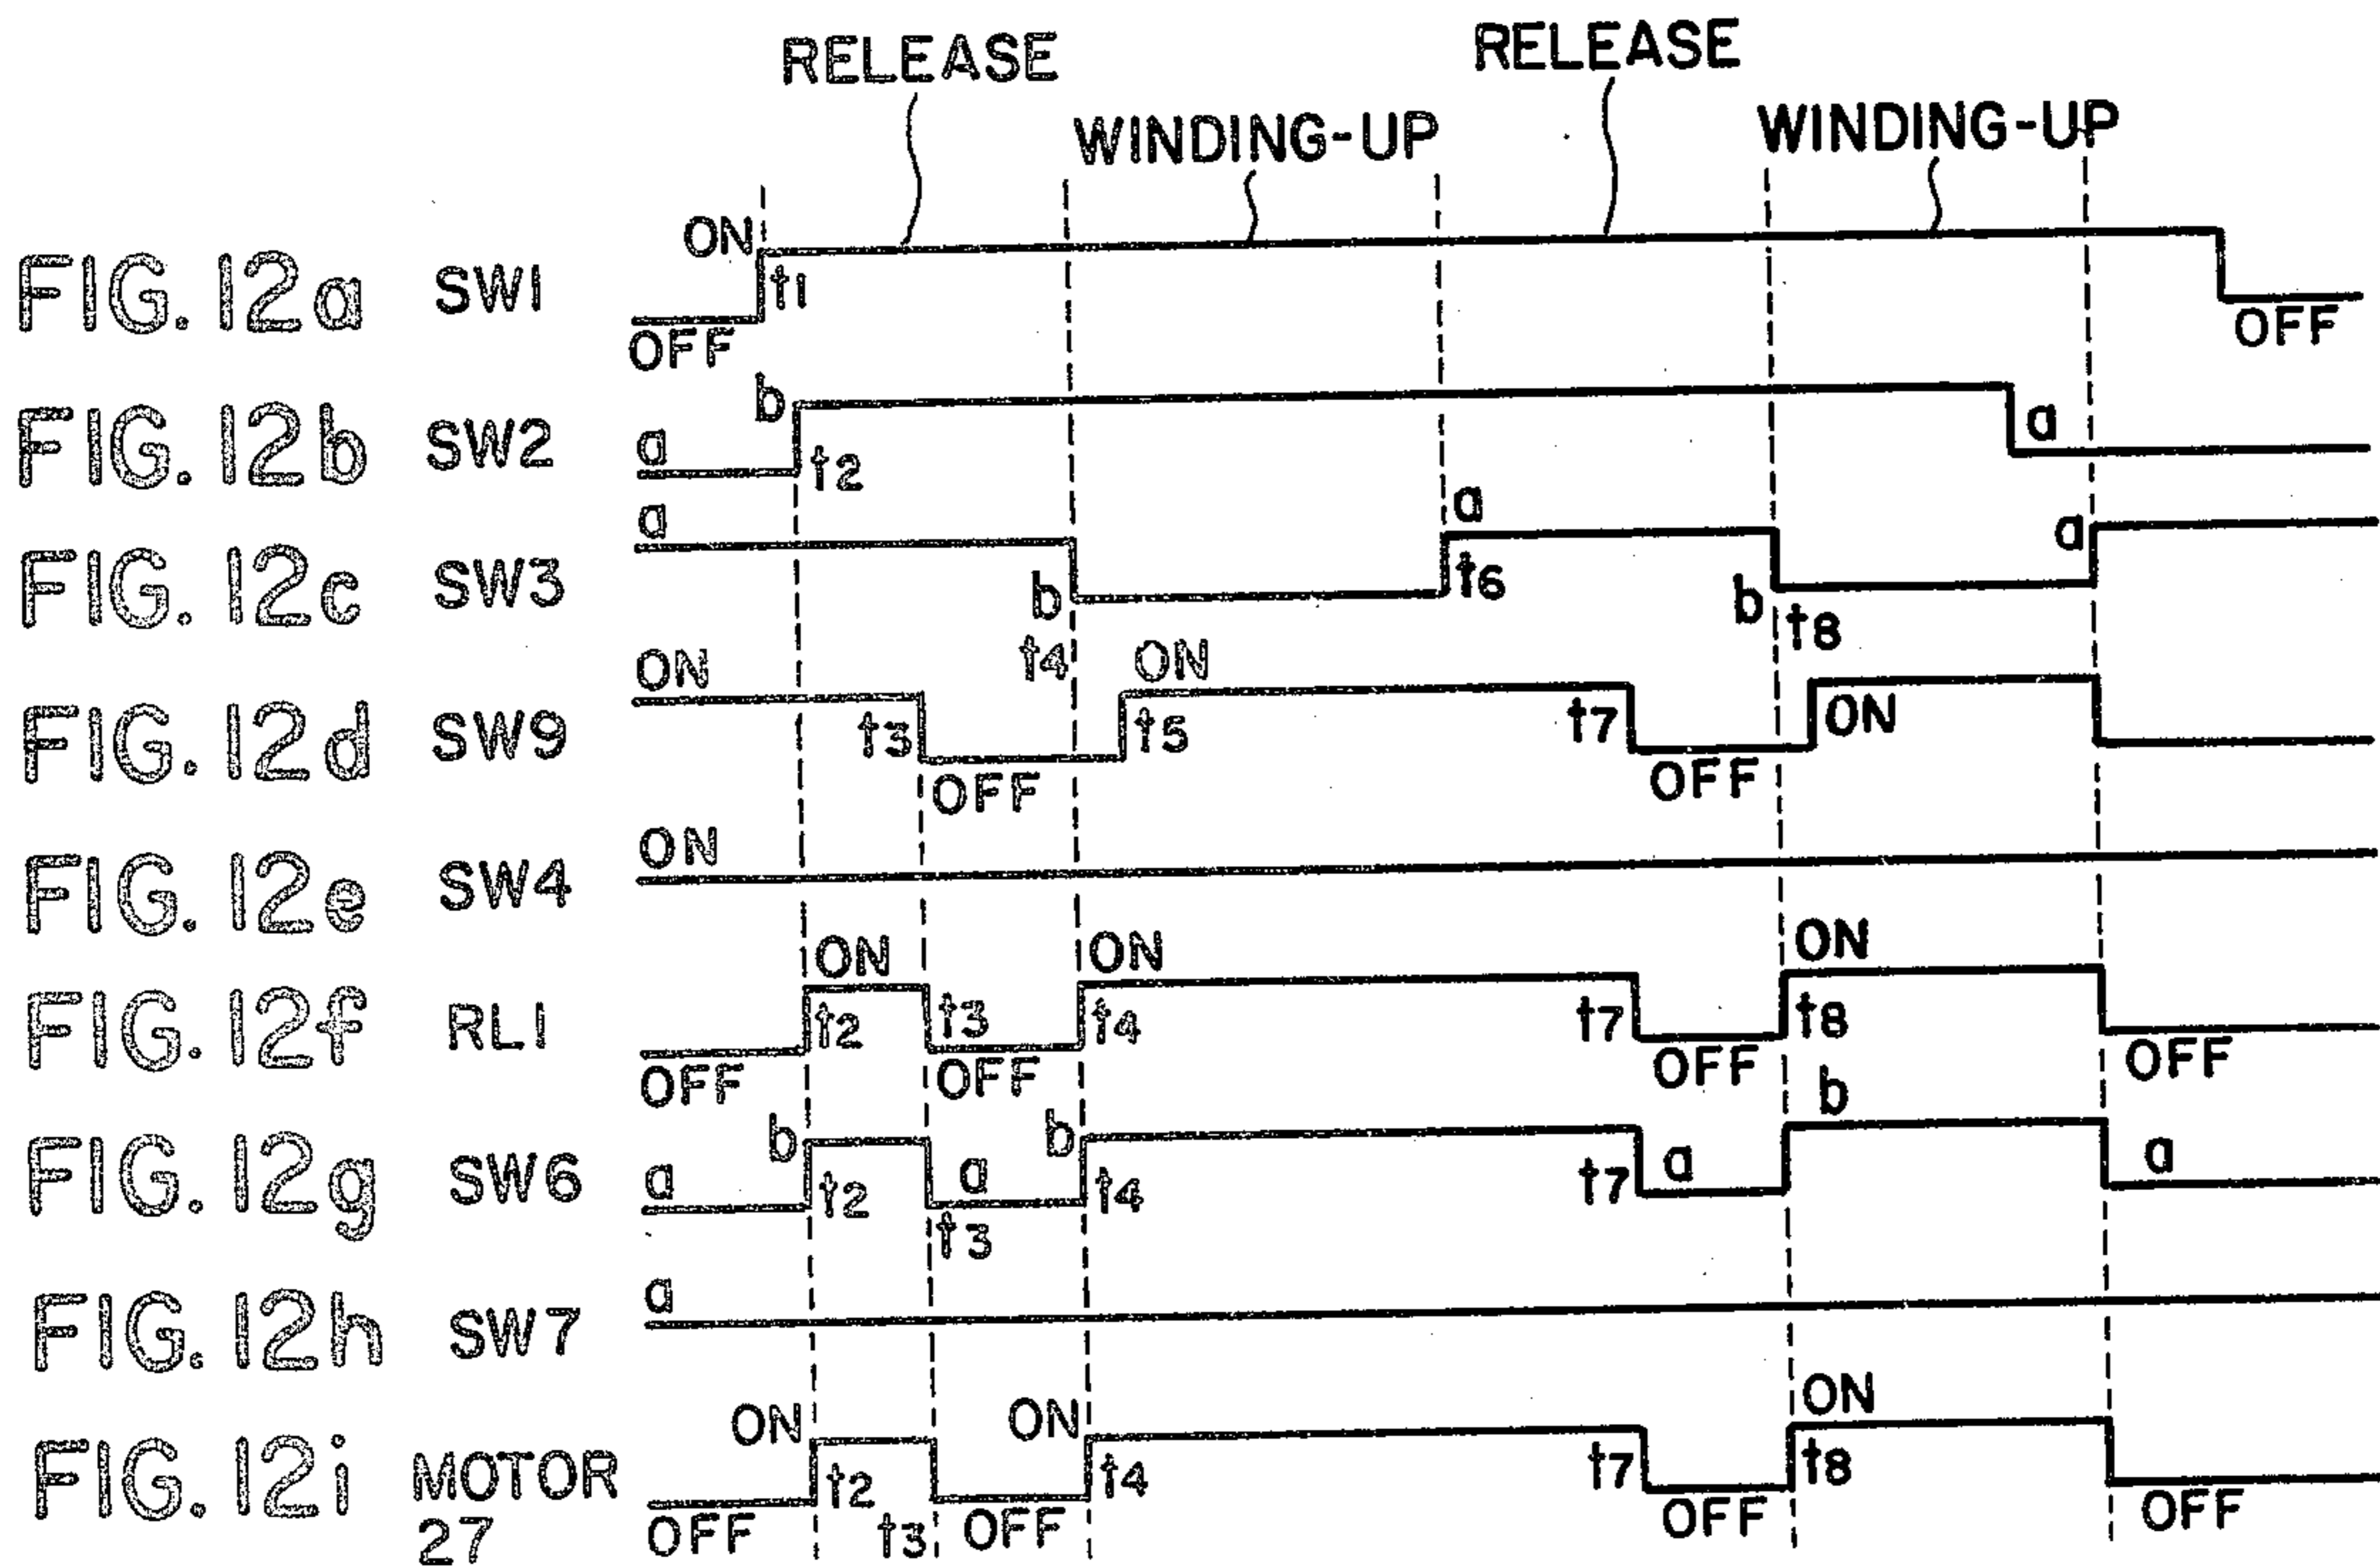 RELEASE RELEASE
WINDING-UP WINDING-UP
FIG. 12a SW1 OFF ON t1 OFF
FIG. 12b SW2 a b t2 a
FIG. 12c SW3 a b t4 a t6 b t8 a
FIG. 12d SW9 ON t3 OFF ON t5 t7 OFF ON
FIG. 12e SW4 ON
FIG. 12f RL1 OFF ON t2 t3 OFF ON t4 t7 OFF ON t8 OFF
FIG. 12g SW6 a b t2 a t3 b t4 t7 a b a
FIG. 12h SW7 a
FIG. 12i MOTOR 27 OFF ON t2 t3 OFF ON t4 t7 OFF ON t8 OFF